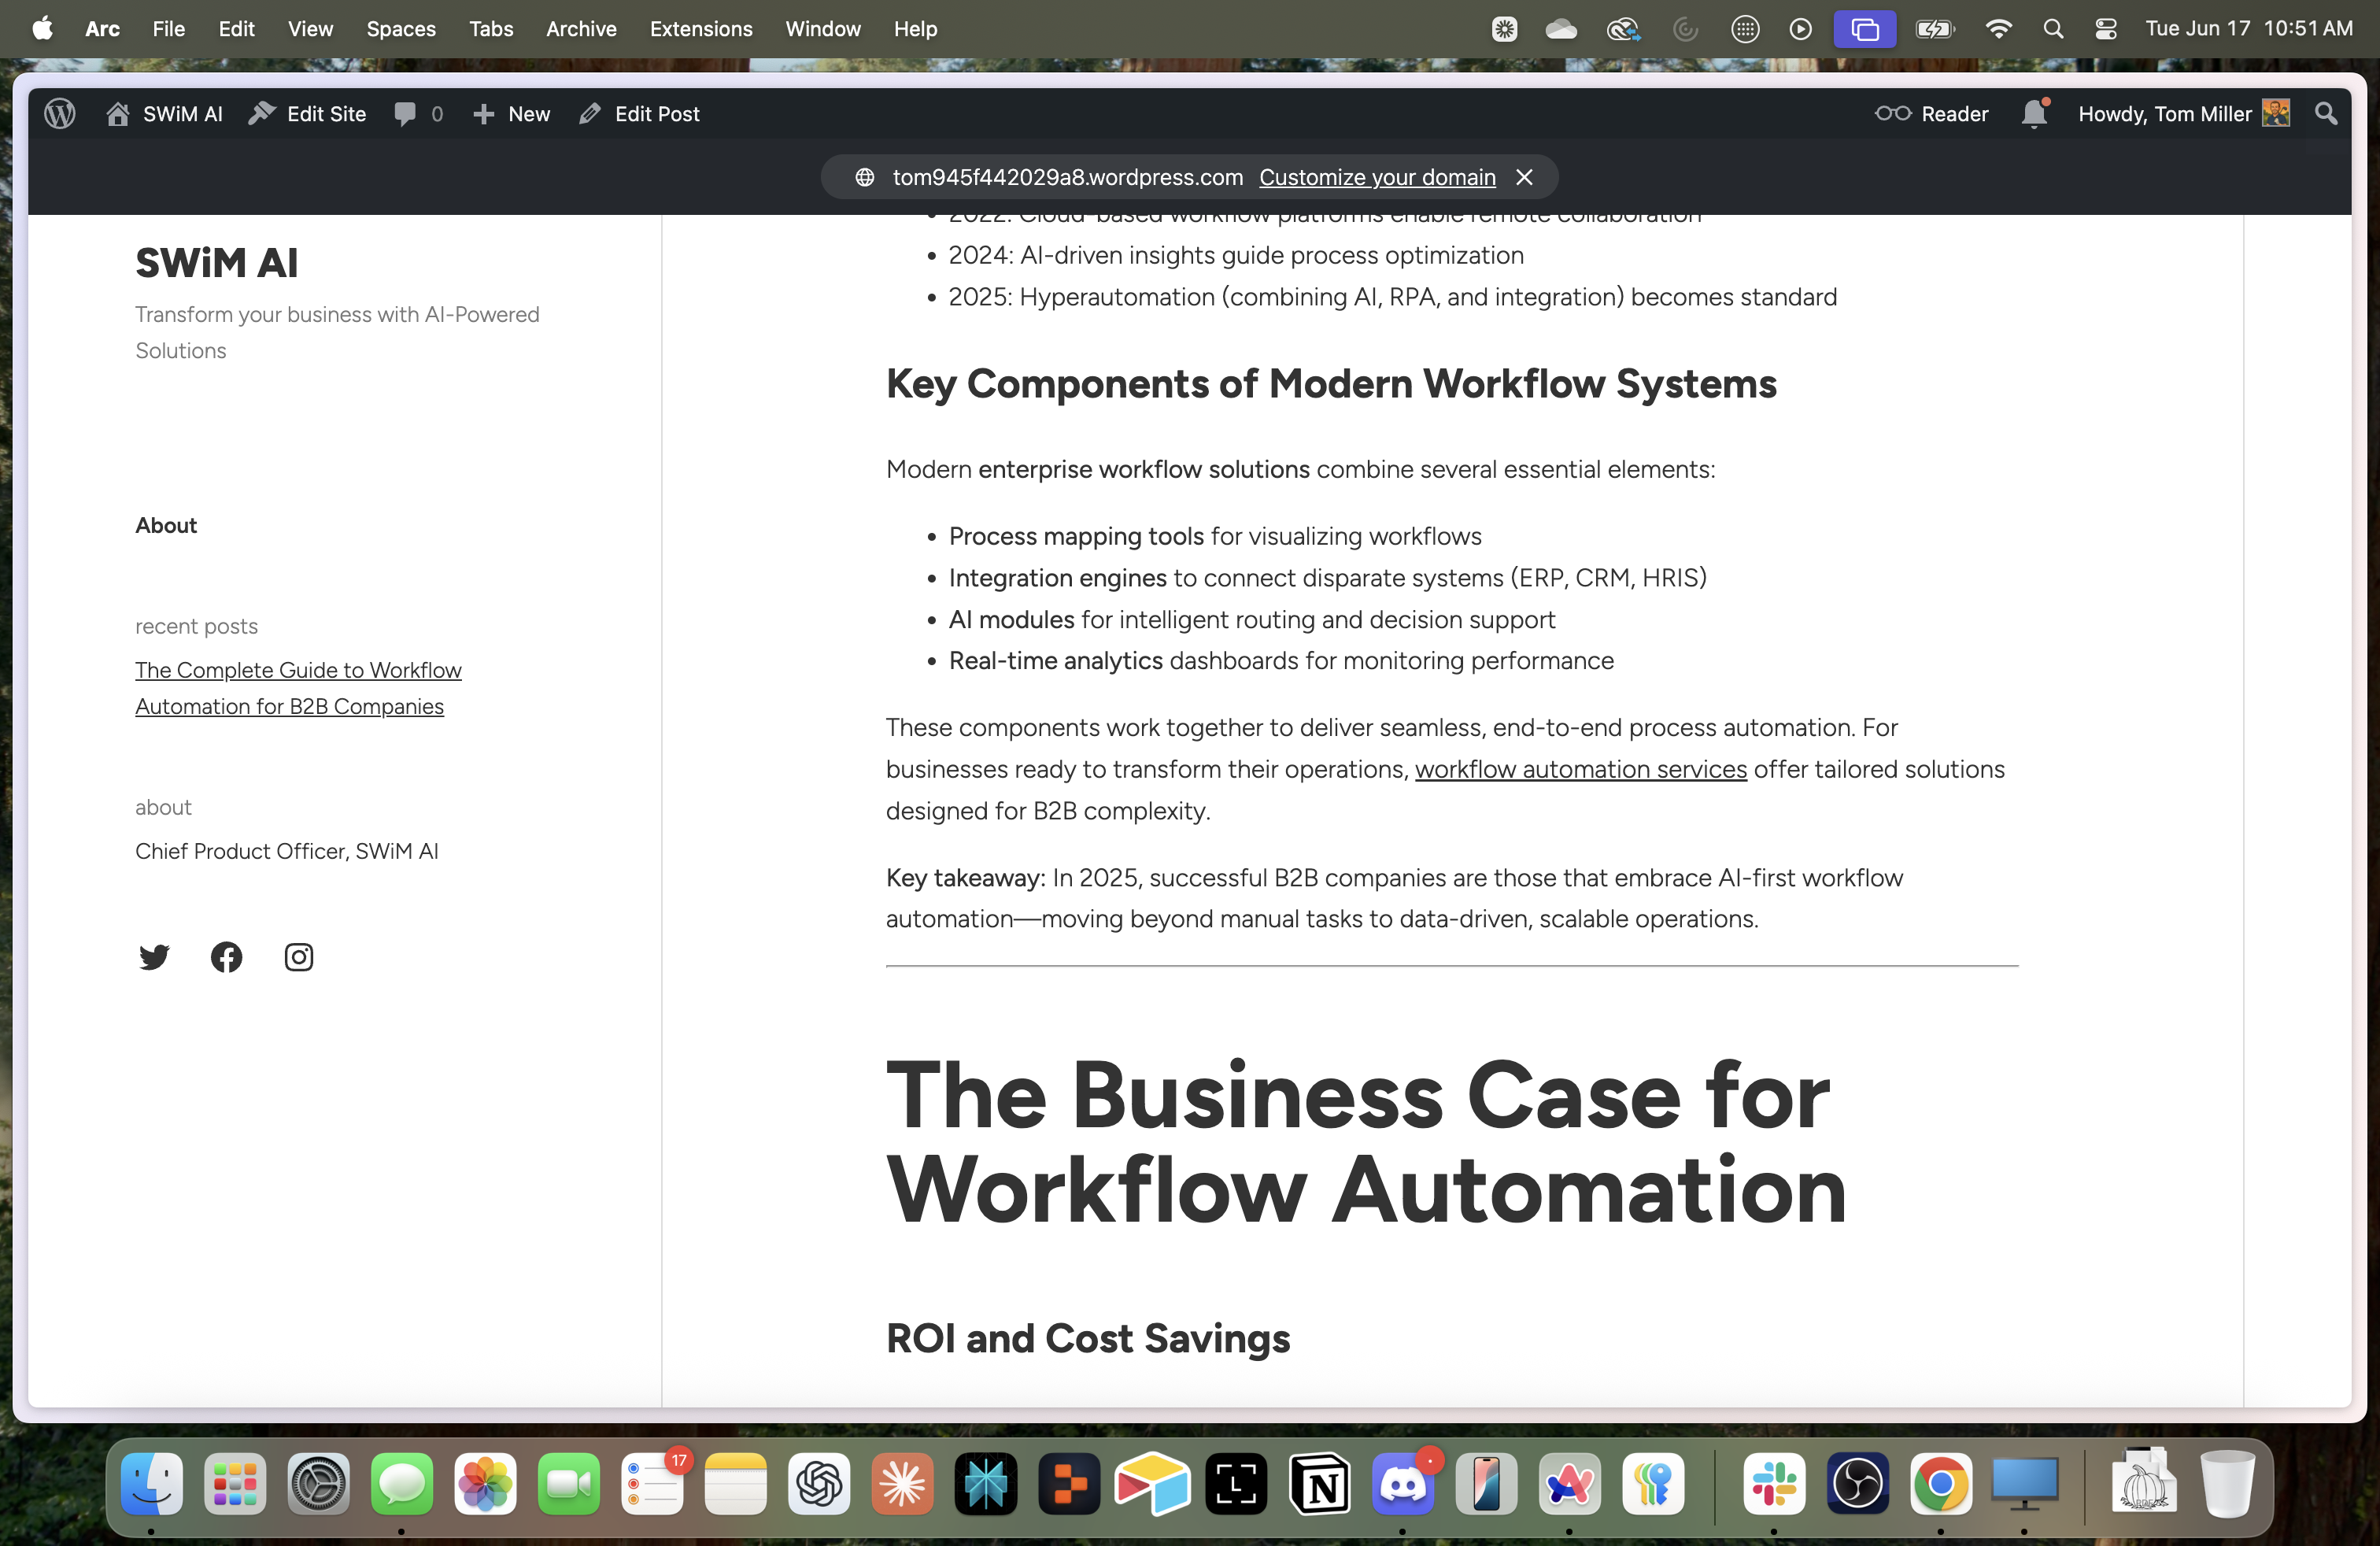 Arc File Edit View Spaces Tabs Archive Extensions Window Help Tue Jun 17 10:51 AM
SWiM AI Edit Site 0 New Edit Post Reader Howdy, Tom Miller
tom945f442029a8.wordpress.com Customize your domain
SWiM AI
Transform your business with AI-Powered
Solutions
About
recent posts
The Complete Guide to Workflow
Automation for B2B Companies
about
Chief Product Officer, SWiM AI
2022: Cloud-based workflow platforms enable remote collaboration
2024: AI-driven insights guide process optimization
2025: Hyperautomation (combining AI, RPA, and integration) becomes standard
Key Components of Modern Workflow Systems
Modern enterprise workflow solutions combine several essential elements:
Process mapping tools for visualizing workflows
Integration engines to connect disparate systems (ERP, CRM, HRIS)
AI modules for intelligent routing and decision support
Real-time analytics dashboards for monitoring performance
These components work together to deliver seamless, end-to-end process automation. For
businesses ready to transform their operations, workflow automation services offer tailored solutions
designed for B2B complexity.
Key takeaway: In 2025, successful B2B companies are those that embrace AI-first workflow
automation—moving beyond manual tasks to data-driven, scalable operations.
The Business Case for
Workflow Automation
ROI and Cost Savings
17